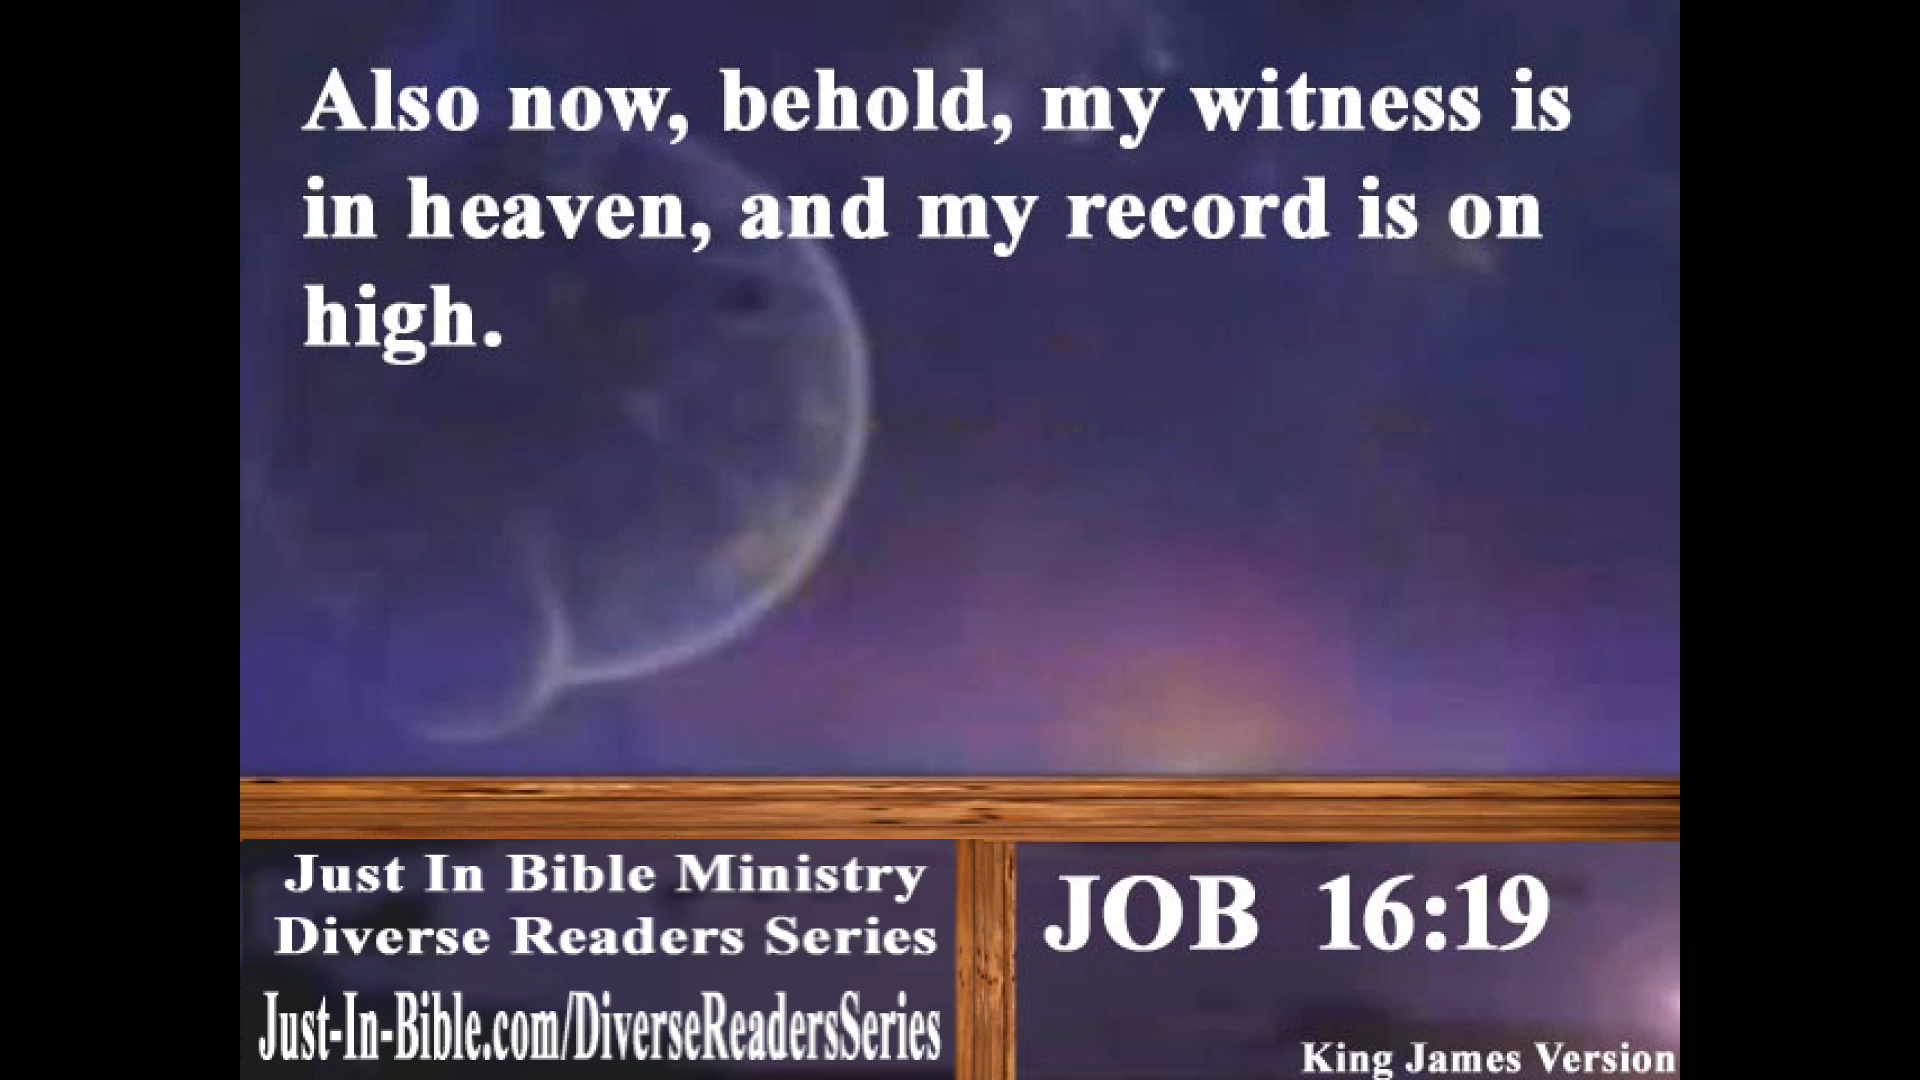 Also now, behold, my witness is
in heaven, and my record is on
high.
Just In Bible Ministry
Diverse Readers Series
Just-In-Bible.com/DiverseReadersSeries
JOB 16:19
King James Version